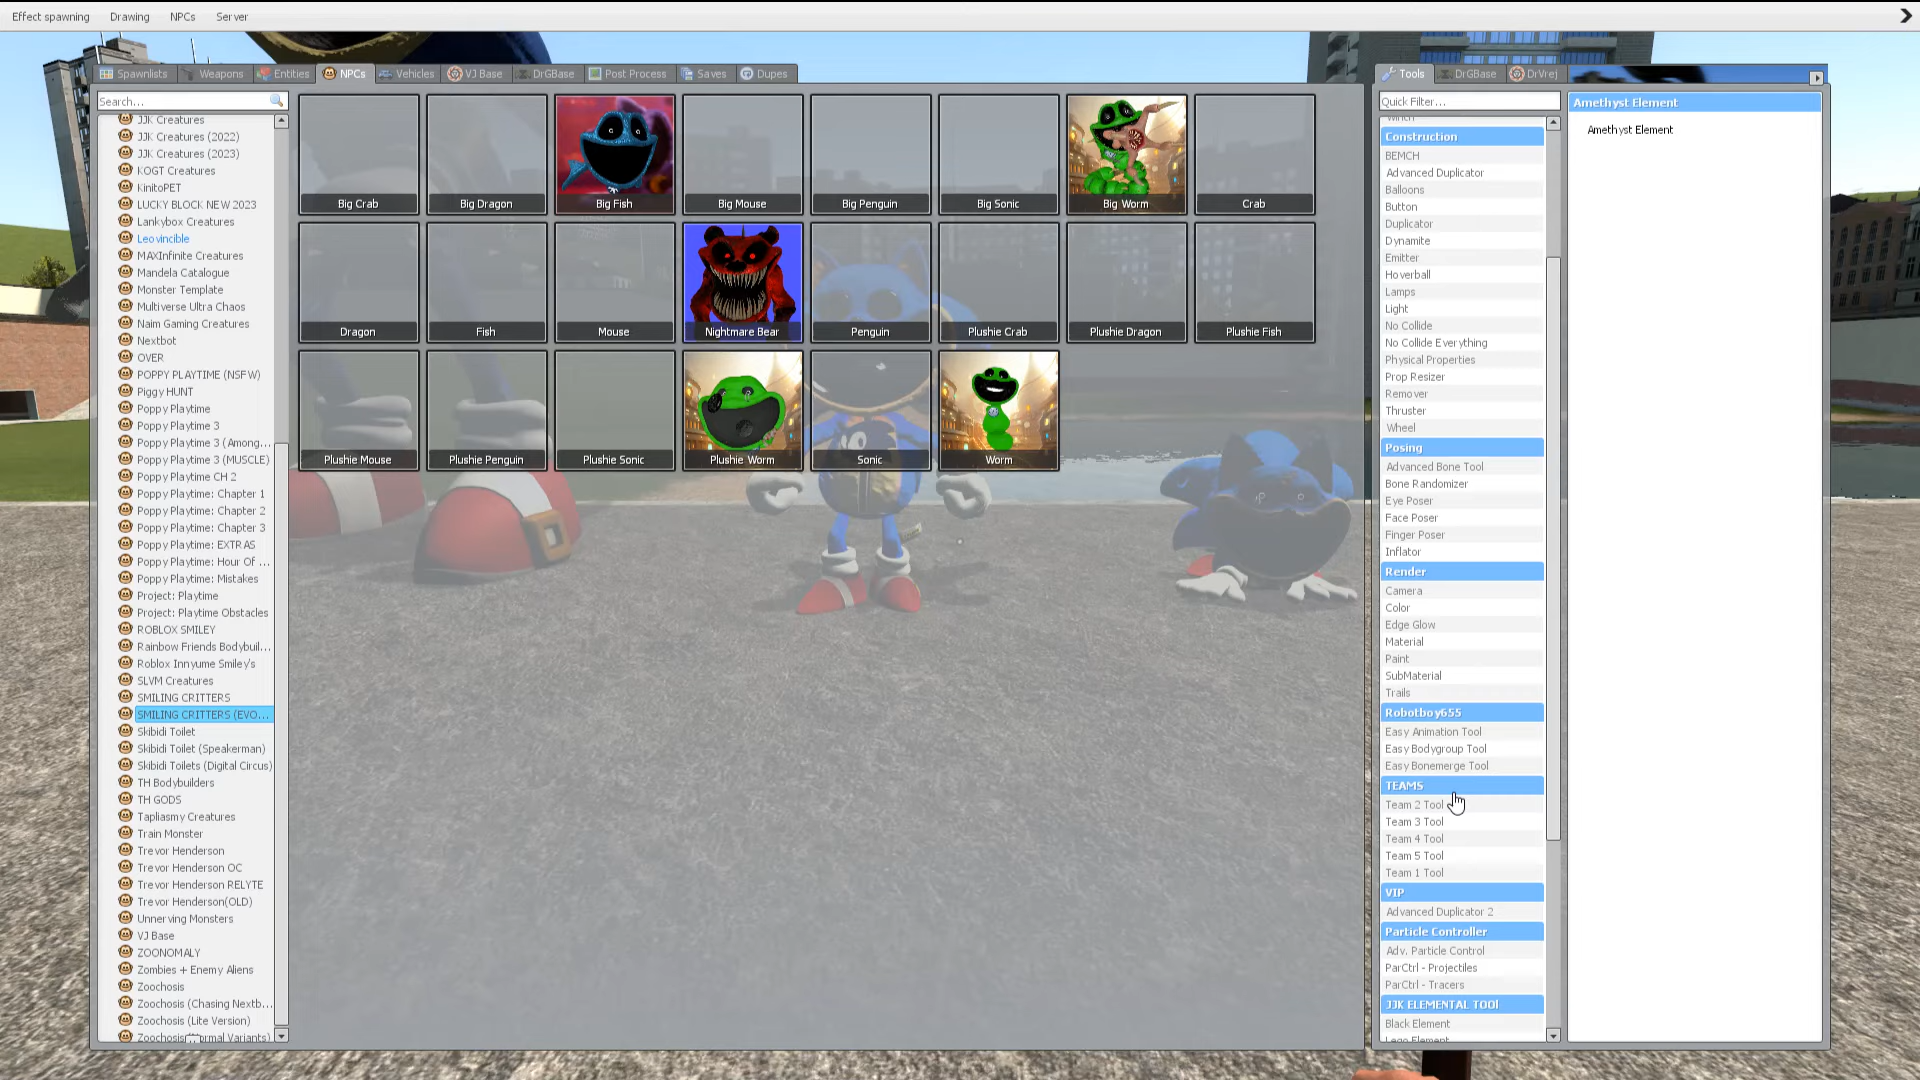 Effect spawning Drawing NPCs Server
Spawnlists Weapons Entities NPCs Vehicles VJ Base DrGBase Post Process Saves Dupes
Search...
JJK Creatures
JJK Creatures (2022)
JJK Creatures (2023)
KOGT Creatures
KinitoPET
LUCKY BLOCK NEW 2023
Lankybox Creatures
Leovincible
MAXInfinite Creatures
Mandela Catalogue
Monster Template
Multiverse Ultra Chaos
Naim Gaming Creatures
Nextbot
OVER
POPPY PLAYTIME (NSFW)
Piggy HUNT
Poppy Playtime
Poppy Playtime 3
Poppy Playtime 3 (Among...
Poppy Playtime 3 (MUSCLE)
Poppy Playtime CH 2
Poppy Playtime: Chapter 1
Poppy Playtime: Chapter 2
Poppy Playtime: Chapter 3
Poppy Playtime: EXTRAS
Poppy Playtime: Hour Of ...
Poppy Playtime: Mistakes
Project: Playtime
Project: Playtime Obstacles
ROBLOX SMILEY
Rainbow Friends Bodybuil...
Roblox Innyume Smiley's
SLVM Creatures
SMILING CRITTERS
SMILING CRITTERS (EVO...
Skibidi Toilet
Skibidi Toilet (Speakerman)
Skibidi Toilets (Digital Circus)
TH Bodybuilders
TH GODS
Tapliasmy Creatures
Train Monster
Trevor Henderson
Trevor Henderson OC
Trevor Henderson RELYTE
Trevor Henderson(OLD)
Unnerving Monsters
VJ Base
ZOONOMALY
Zombies + Enemy Aliens
Zoochosis
Zoochosis (Chasing Nextb...
Zoochosis (Lite Version)
Zoochosis Variants)
Big Crab Big Dragon Big Fish Big Mouse Big Penguin Big Sonic Big Worm Crab
Dragon Fish Mouse Nightmare Bear Penguin Plushie Crab Plushie Dragon Plushie Fish
Plushie Mouse Plushie Penguin Plushie Sonic Plushie Worm Sonic Worm
Tools DrGBase DrVrej
Quick Filter...
Winch
Construction
BEMCH
Advanced Duplicator
Balloons
Button
Duplicator
Dynamite
Emitter
Hoverball
Lamps
Light
No Collide
No Collide Everything
Physical Properties
Prop Resizer
Remover
Thruster
Wheel
Posing
Advanced Bone Tool
Bone Randomizer
Eye Poser
Face Poser
Finger Poser
Inflator
Render
Camera
Color
Edge Glow
Material
Paint
SubMaterial
Trails
Robotboy655
Easy Animation Tool
Easy Bodygroup Tool
Easy Bonemerge Tool
TEAMS
Team 2 Tool
Team 3 Tool
Team 4 Tool
Team 5 Tool
Team 1 Tool
VIP
Advanced Duplicator 2
Particle Controller
Adv. Particle Control
ParCtrl - Projectiles
ParCtrl - Tracers
JJK ELEMENTAL TOOl
Black Element
Lego Element
Amethyst Element
Amethyst Element